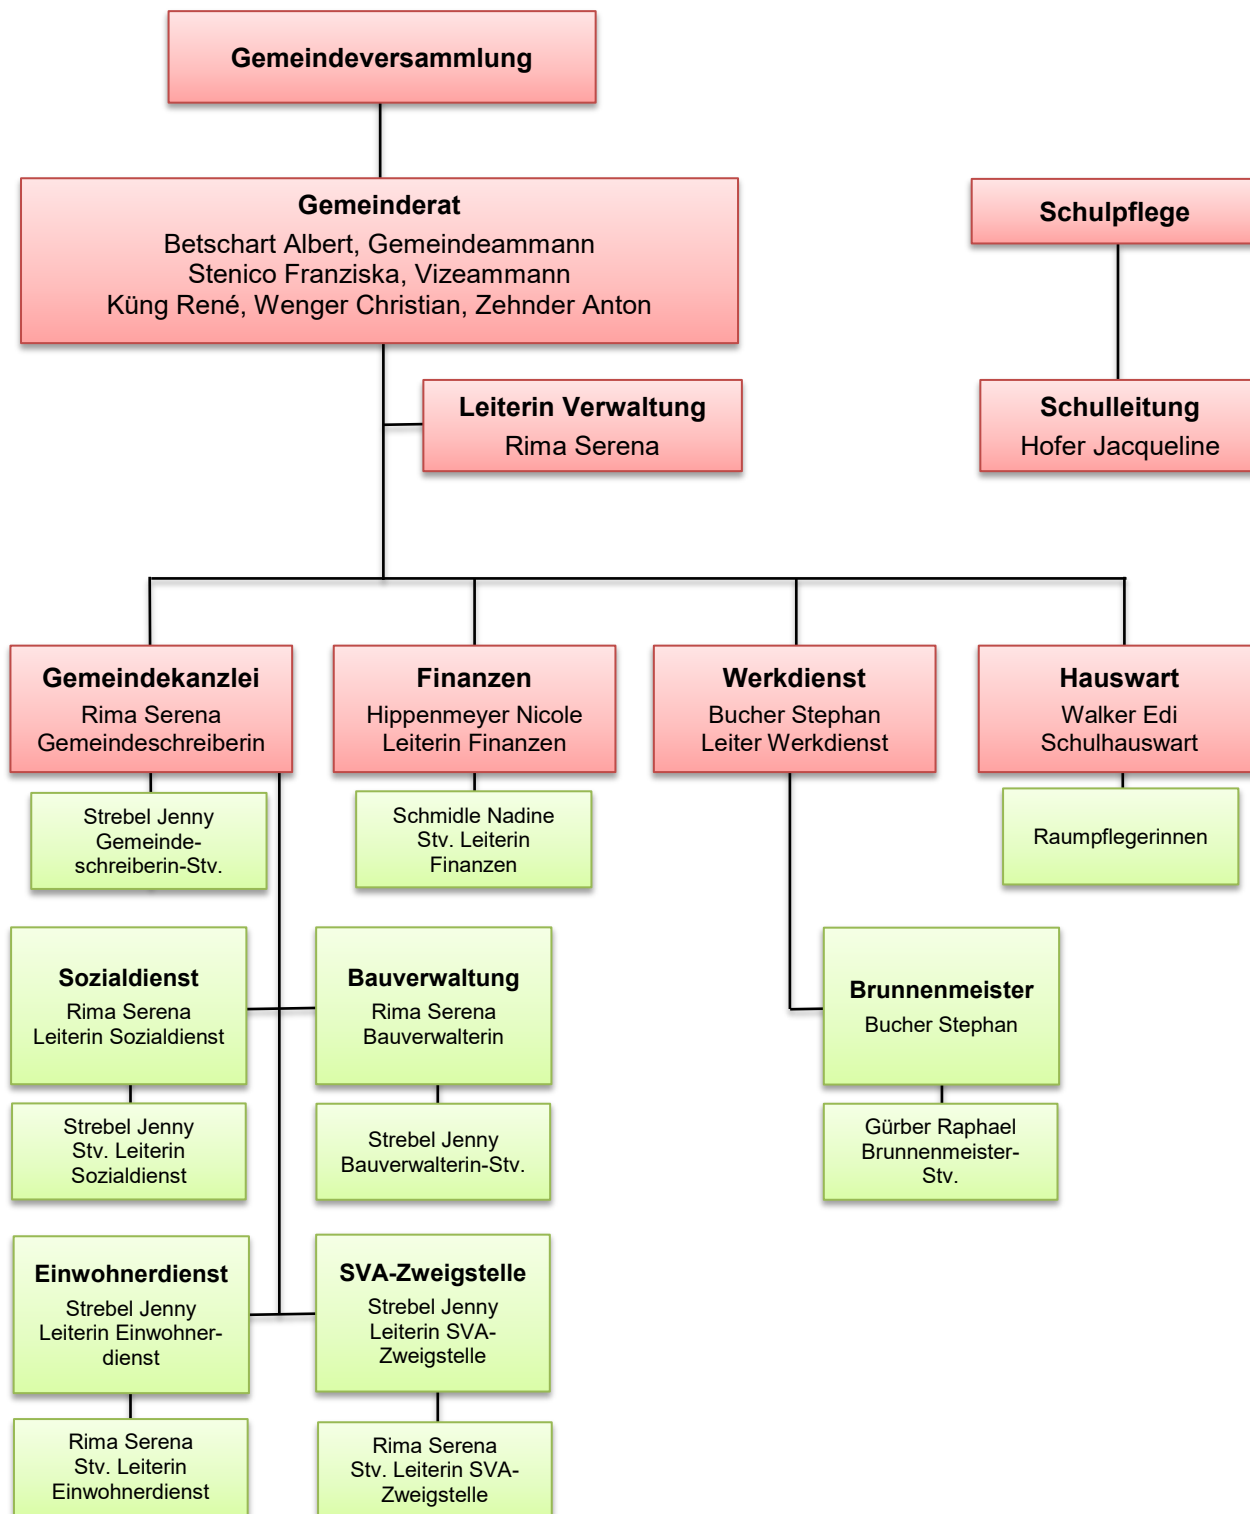 Gemeindeversammlung
Gemeinderat
Betschart Albert, Gemeindeammann
Stenico Franziska, Vizeammann
Küng René, Wenger Christian, Zehnder Anton
Schulpflege
Leiterin Verwaltung
Rima Serena
Schulleitung
Hofer Jacqueline
Gemeindekanzlei
Rima Serena
Gemeindeschreiberin
Finanzen
Hippenmeyer Nicole
Leiterin Finanzen
Werkdienst
Bucher Stephan
Leiter Werkdienst
Hauswart
Walker Edi
Schulhauswart
Strebel Jenny
Gemeinde-
schreiberin-Stv.
Schmidle Nadine
Stv. Leiterin
Finanzen
Raumpflegerinnen
Sozialdienst
Rima Serena
Leiterin Sozialdienst
Bauverwaltung
Rima Serena
Bauverwalterin
Brunnenmeister
Bucher Stephan
Strebel Jenny
Stv. Leiterin
Sozialdienst
Strebel Jenny
Bauverwalterin-Stv.
Gürber Raphael
Brunnenmeister-
Stv.
Einwohnerdienst
Strebel Jenny
Leiterin Einwohner-
dienst
SVA-Zweigstelle
Strebel Jenny
Leiterin SVA-
Zweigstelle
Rima Serena
Stv. Leiterin
Einwohnerdienst
Rima Serena
Stv. Leiterin SVA-
Zweigstelle